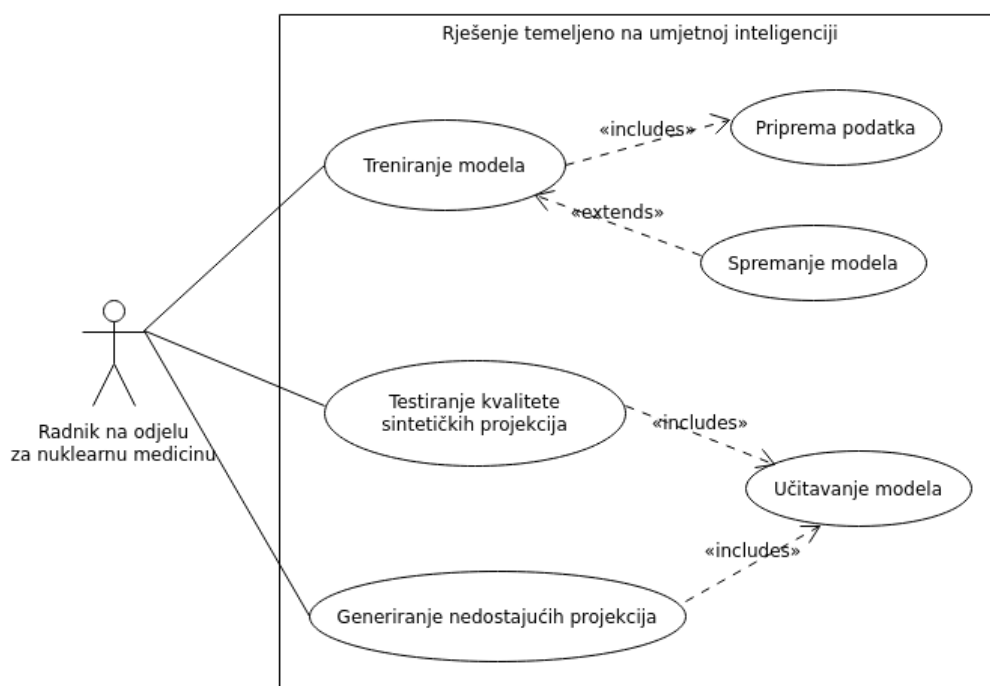 Rješenje temeljeno na umjetnoj inteligenciji
«includes»
Priprema podatka
Treniranje modela
«extends»
Spremanje modela
Testiranje kvalitete
sintetičkih projekcija
«includes»
Radnik na odjelu
za nuklearnu medicinu
Učitavanje modela
«includes»
Generiranje nedostajućih projekcija